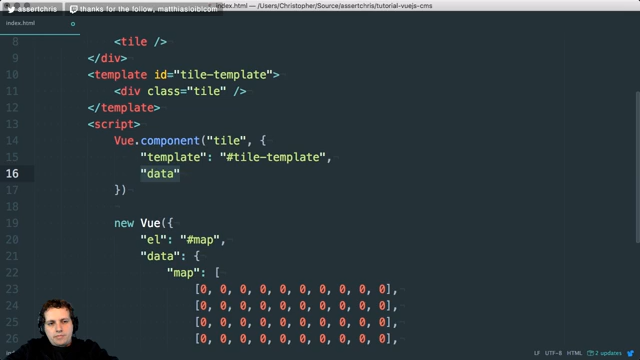 assertchris
thanks for the follow, matthiasloibl
index.html — /Users/Christopher/Source/assertchris/tutorial-vuejs-cms
index.html
8 <tile />
9 </div>
10 <template id="tile-template">
11 <div class="tile" />
12 </template>
13 <script>
14 Vue.component("tile", {
15 "template": "#tile-template",
16 "data"
17 })
18
19 new Vue({
20 "el": "#map",
21 "data": {
22 "map": [
23 [0, 0, 0, 0, 0, 0, 0, 0, 0, 0],
24 [0, 0, 0, 0, 0, 0, 0, 0, 0, 0],
25 [0, 0, 0, 0, 0, 0, 0, 0, 0, 0],
26 [0, 0, 0, 0, 0, 0, 0, 0, 0, 0],
LF UTF-8 HTML 2 updates